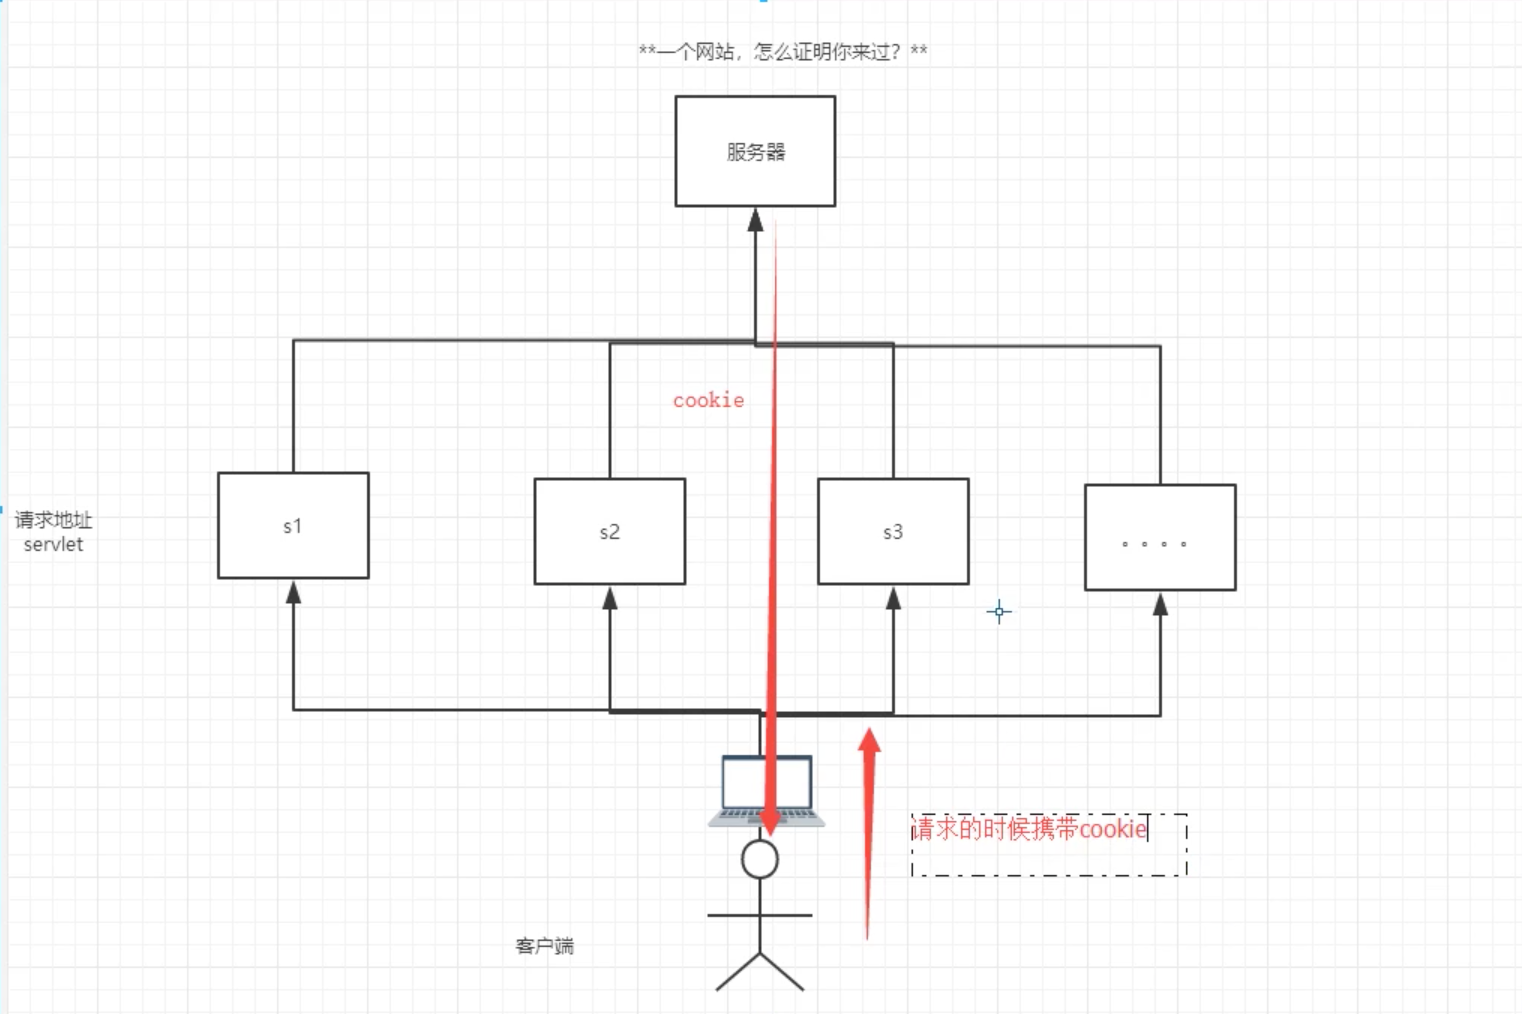 **一个网站，怎么证明你来过？**
服务器
cookie
请求地址
servlet
s1
s2
s3
。。。。
请求的时候携带cookie
客户端